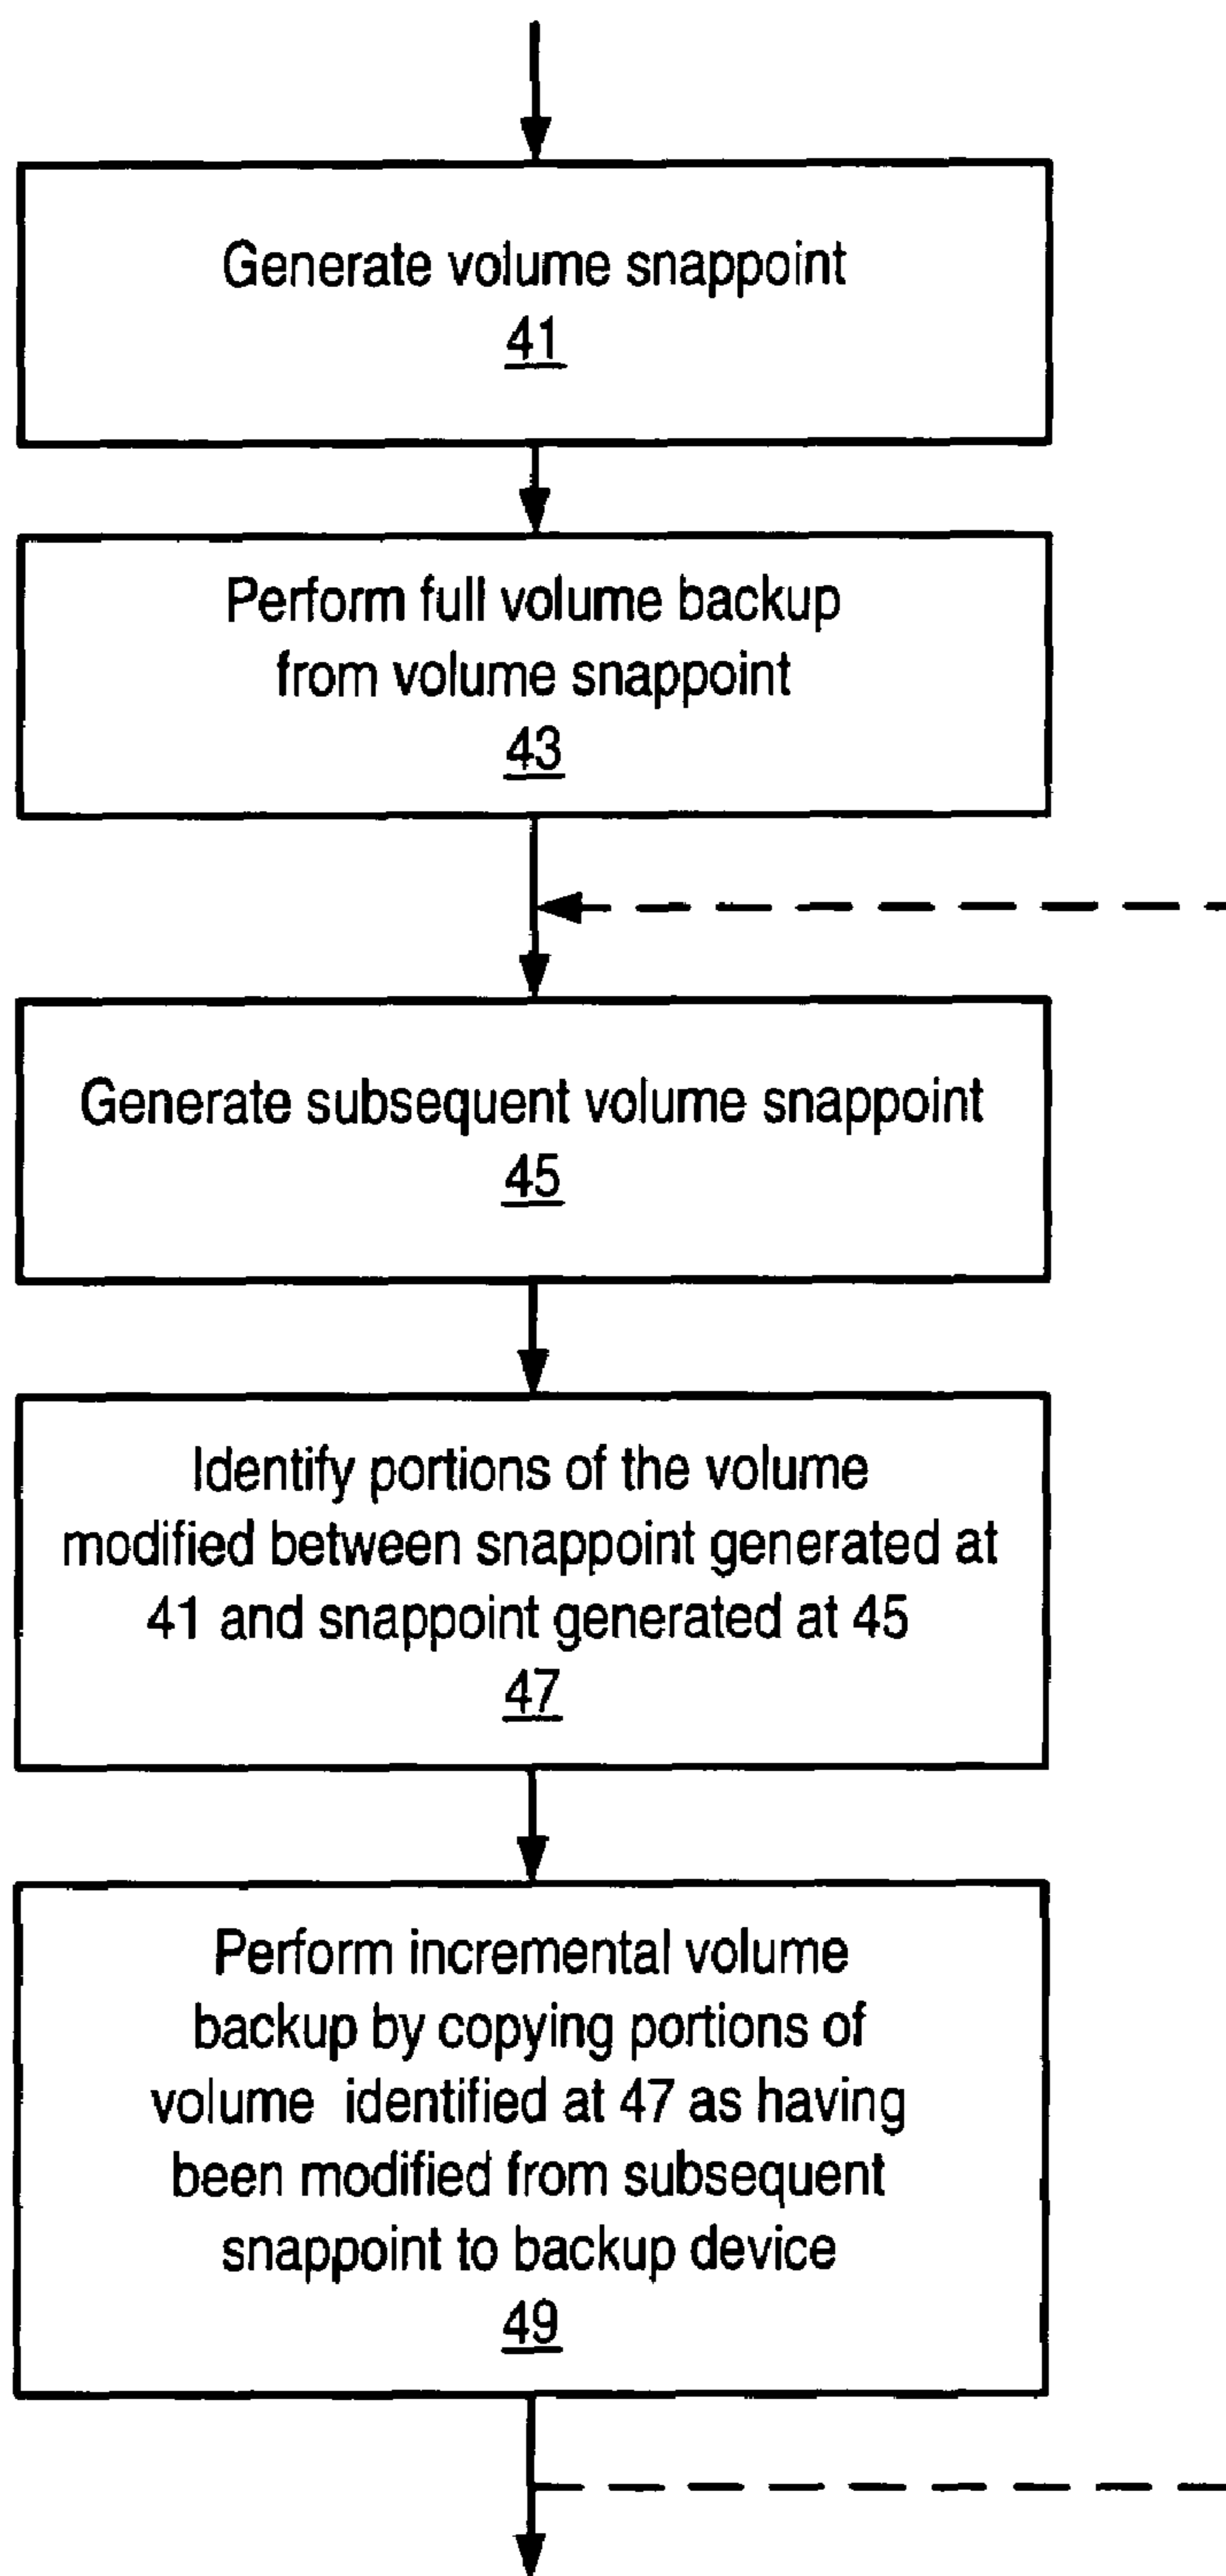 Generate volume snappoint
41
Perform full volume backup
from volume snappoint
43
Generate subsequent volume snappoint
45
Identify portions of the volume
modified between snappoint generated at
41 and snappoint generated at 45
47
Perform incremental volume
backup by copying portions of
volume identified at 47 as having
been modified from subsequent
snappoint to backup device
49